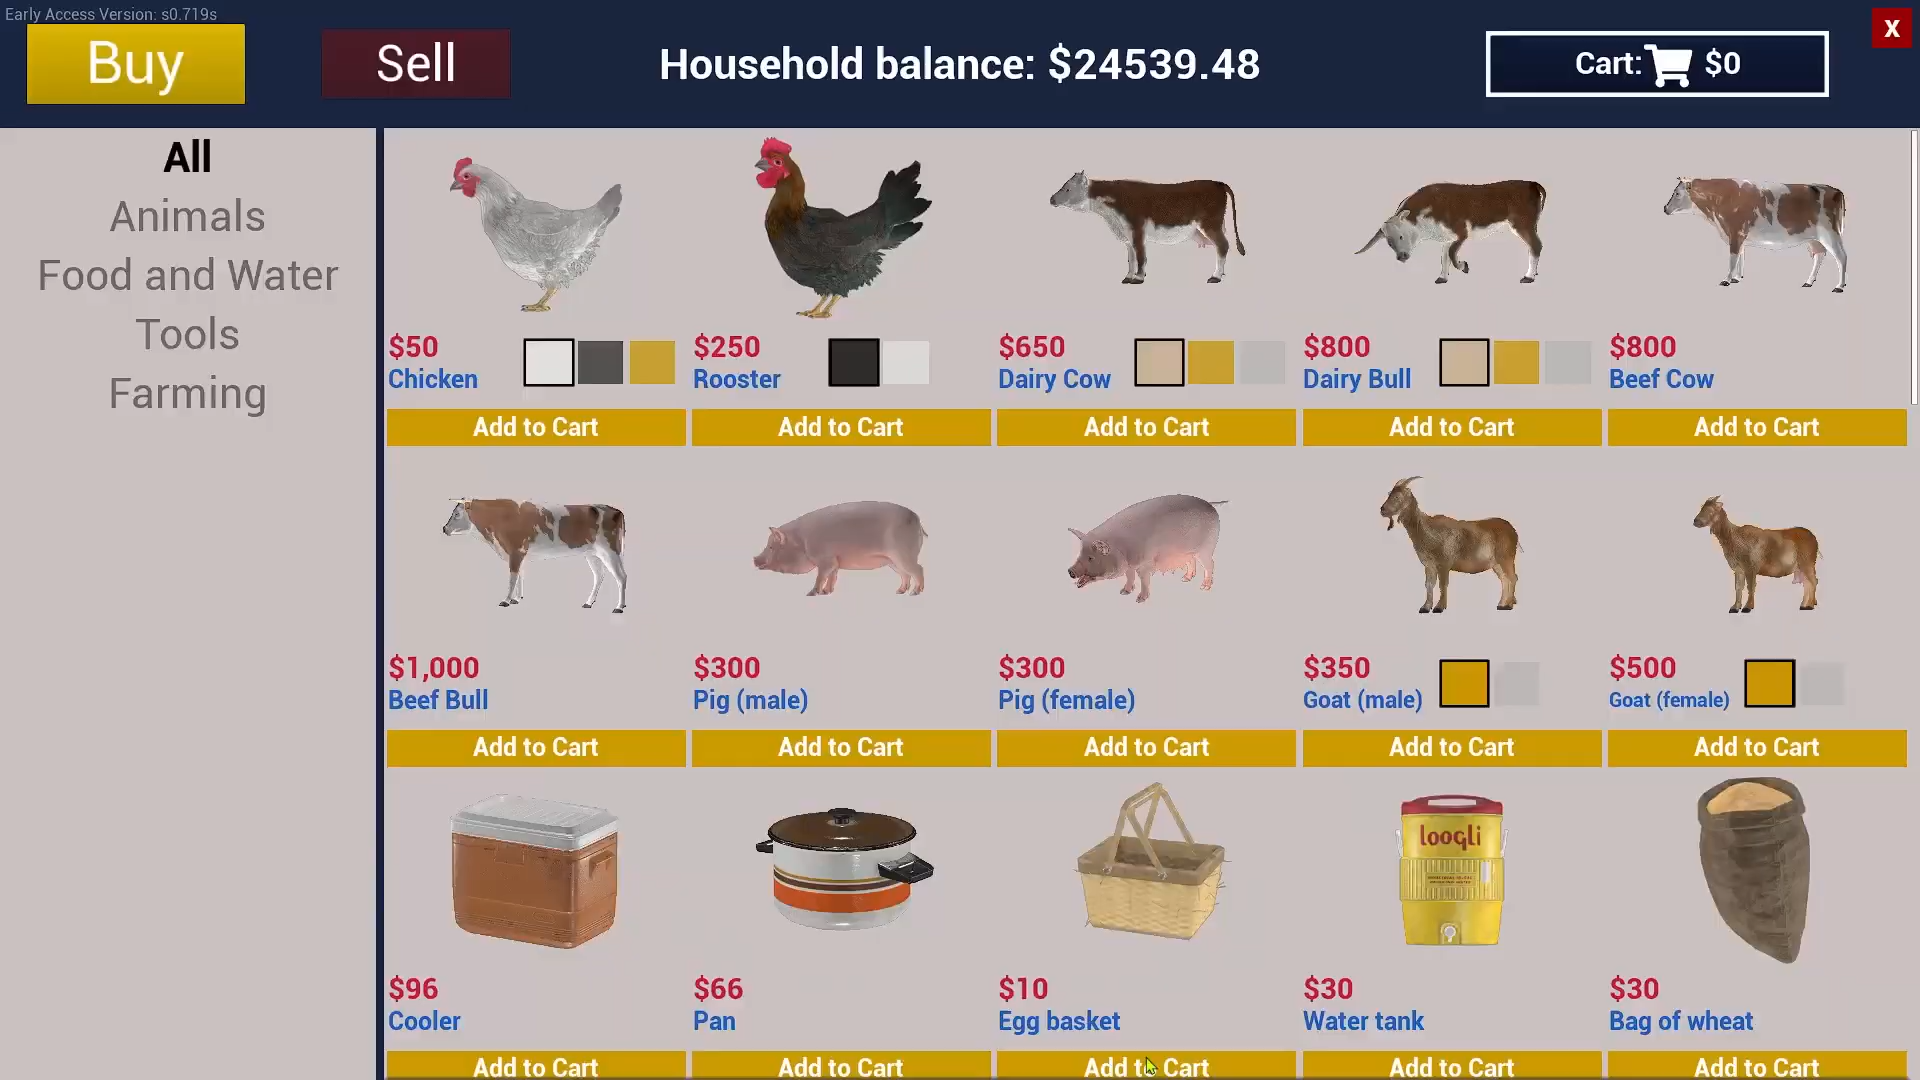 Early Access Version: s0.719s
Buy
Sell
Household balance: $24539.48
Cart: $0
X
All
Animals
Food and Water
Tools
Farming
$50
Chicken
Add to Cart
$250
Rooster
Add to Cart
$650
Dairy Cow
Add to Cart
$800
Dairy Bull
Add to Cart
$800
Beef Cow
Add to Cart
$1,000
Beef Bull
Add to Cart
$300
Pig (male)
Add to Cart
$300
Pig (female)
Add to Cart
$350
Goat (male)
Add to Cart
$500
Goat (female)
Add to Cart
$96
Cooler
Add to Cart
$66
Pan
Add to Cart
$10
Egg basket
Add to Cart
loogli
$30
Water tank
Add to Cart
$30
Bag of wheat
Add to Cart